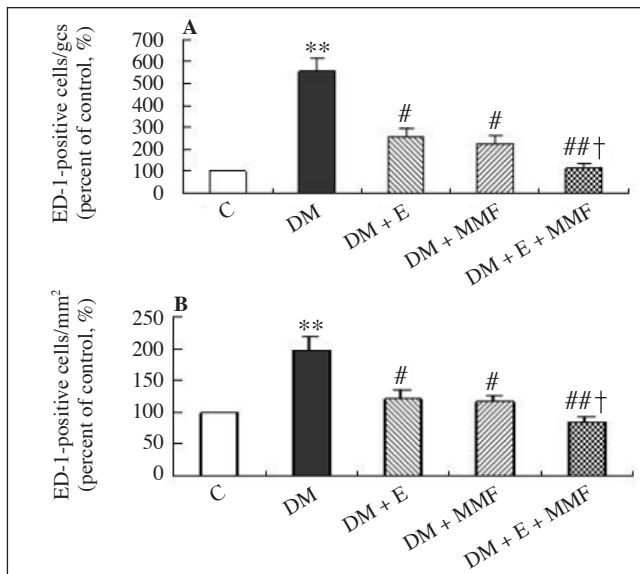 A
ED-1-positive cells/gcs
(percent of control, %)
700
600
500
400
300
200
100
0
**
#
#
##†
C
DM
DM + E
DM + MMF
DM + E + MMF
B
ED-1-positive cells/mm²
(percent of control, %)
250
200
150
100
50
0
**
#
#
##†
C
DM
DM + E
DM + MMF
DM + E + MMF